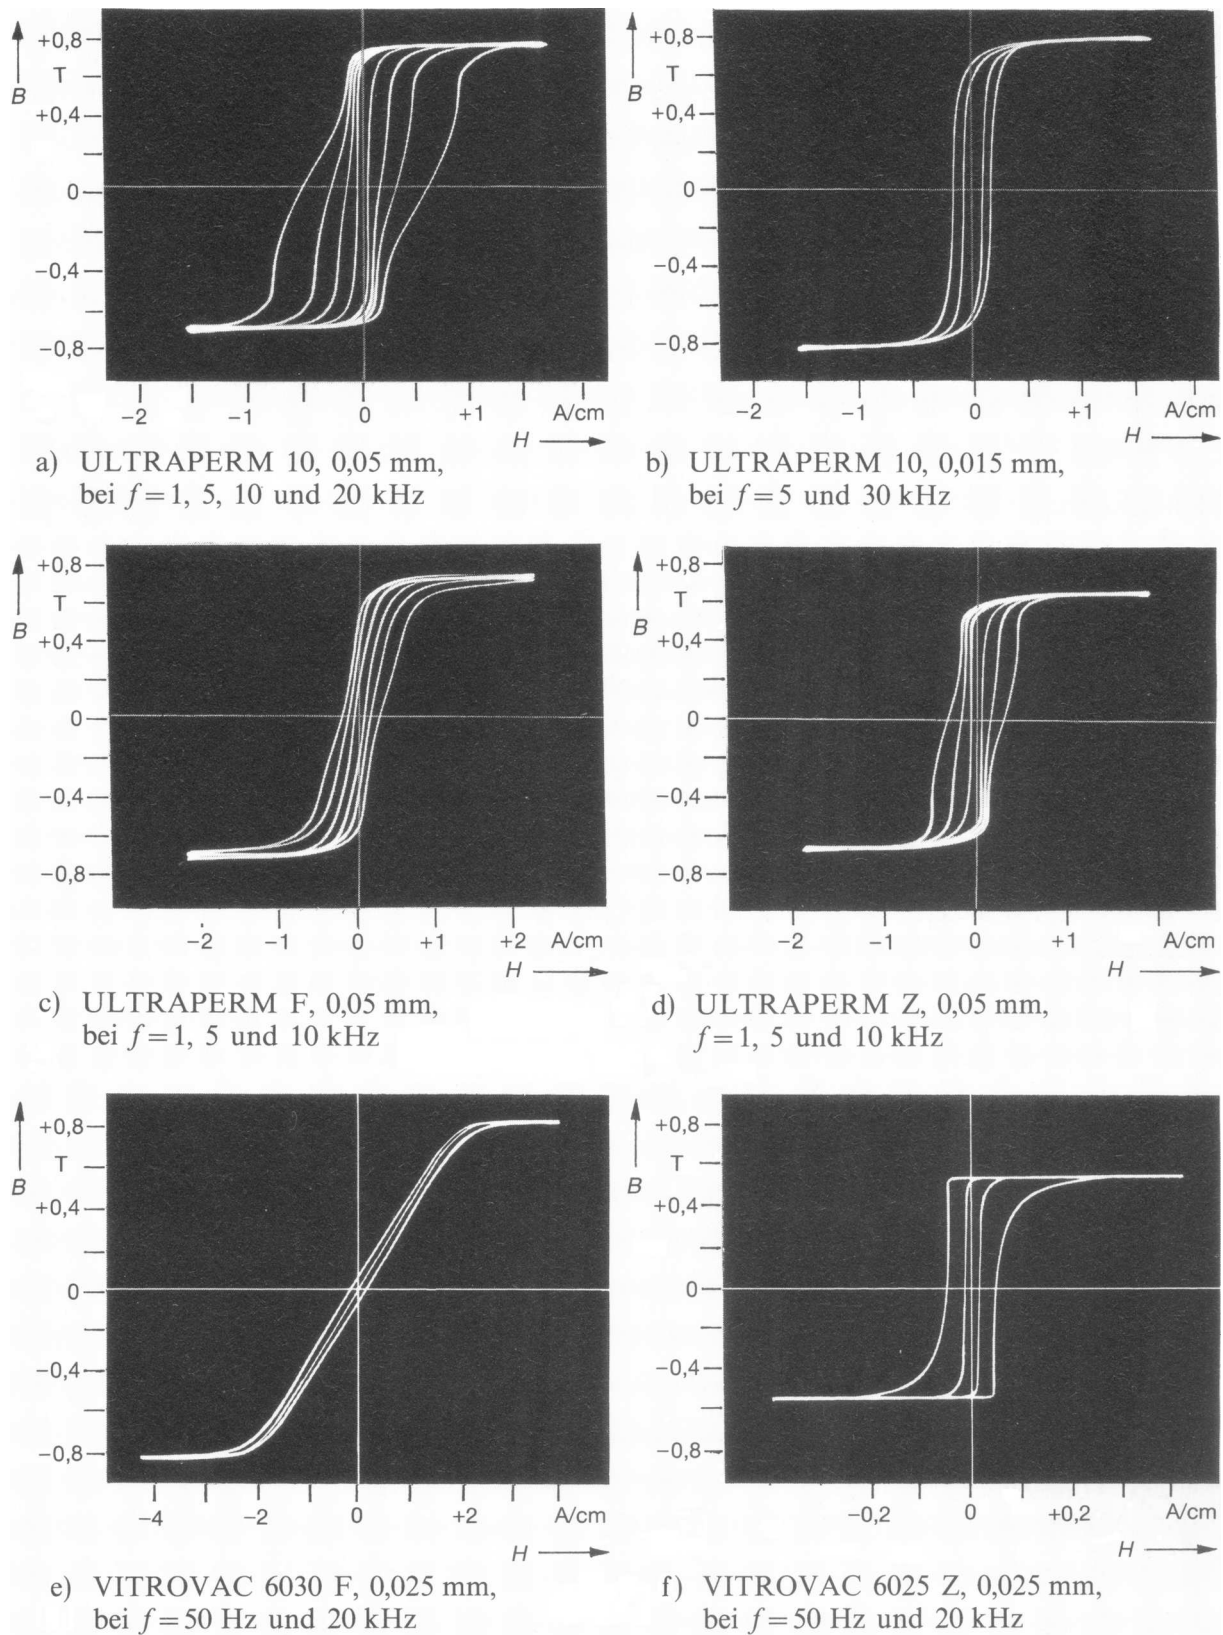 +0,8
T
B
+0,4
0
−0,4
−0,8
−2
−1
0
+1
A/cm
H
a) ULTRAPERM 10, 0,05 mm,
bei f=1, 5, 10 und 20 kHz
+0,8
T
B
+0,4
0
−0,4
−0,8
−2
−1
0
+1
A/cm
H
b) ULTRAPERM 10, 0,015 mm,
bei f=5 und 30 kHz
+0,8
T
B
+0,4
0
−0,4
−0,8
−2
−1
0
+1
+2
A/cm
H
c) ULTRAPERM F, 0,05 mm,
bei f=1, 5 und 10 kHz
+0,8
T
B
+0,4
0
−0,4
−0,8
−2
−1
0
+1
A/cm
H
d) ULTRAPERM Z, 0,05 mm,
f=1, 5 und 10 kHz
+0,8
T
B
+0,4
0
−0,4
−0,8
−4
−2
0
+2
A/cm
H
e) VITROVAC 6030 F, 0,025 mm,
bei f=50 Hz und 20 kHz
+0,8
T
B
+0,4
0
−0,4
−0,8
−0,2
0
+0,2
A/cm
H
f) VITROVAC 6025 Z, 0,025 mm,
bei f=50 Hz und 20 kHz